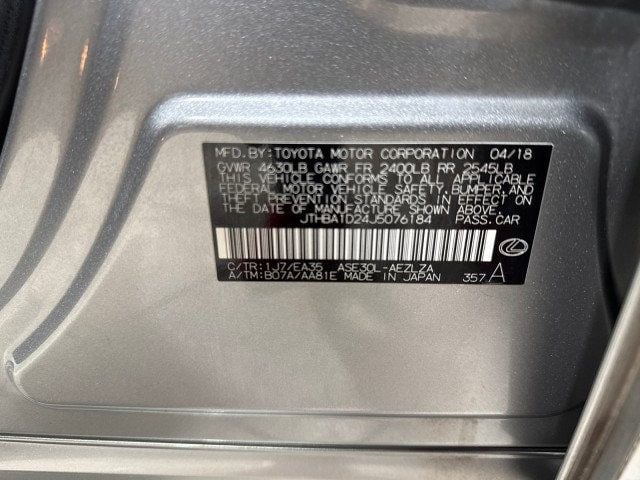 MFD. BY: TOYOTA MOTOR CORPORATION 04/18
GVWR 4630LB GAWR FR 2400LB RR 2545LB
THIS VEHICLE CONFORMS TO ALL APPLICABLE
FEDERAL MOTOR VEHICLE SAFETY, BUMPER, AND
THEFT PREVENTION STANDARDS IN EFFECT ON
THE DATE OF MANUFACTURE SHOWN ABOVE.
JTHBA1D24J5076184 PASS. CAR
C/TR: 1J7/EA35 ASE30L-AEZLZA
A/TM: B07A/AA81E MADE IN JAPAN 357 A